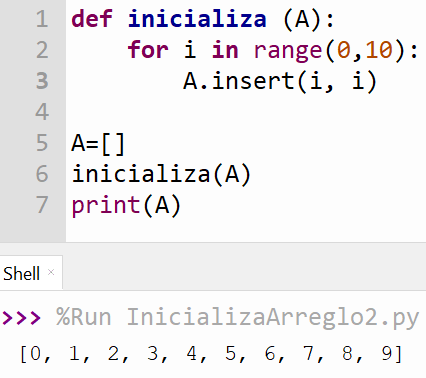 1 def inicializa (A):
2     for i in range(0,10):
3         A.insert(i, i)
4
5 A=[]
6 inicializa(A)
7 print(A)
Shell ×
>>> %Run InicializaArreglo2.py
[0, 1, 2, 3, 4, 5, 6, 7, 8, 9]